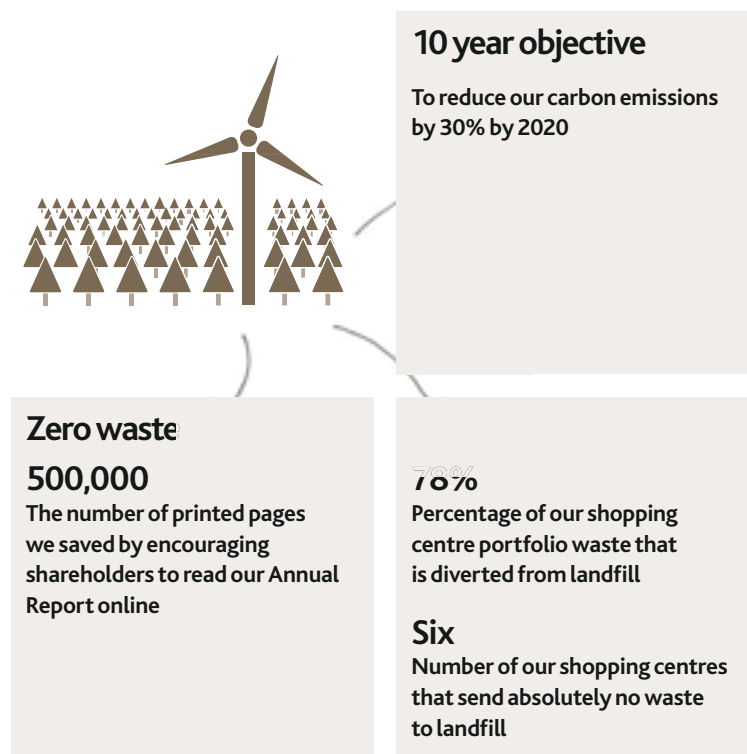 10 year objective
To reduce our carbon emissions
by 30% by 2020
Zero waste
500,000
The number of printed pages
we saved by encouraging
shareholders to read our Annual
Report online
78%
Percentage of our shopping
centre portfolio waste that
is diverted from landfill
Six
Number of our shopping centres
that send absolutely no waste
to landfill